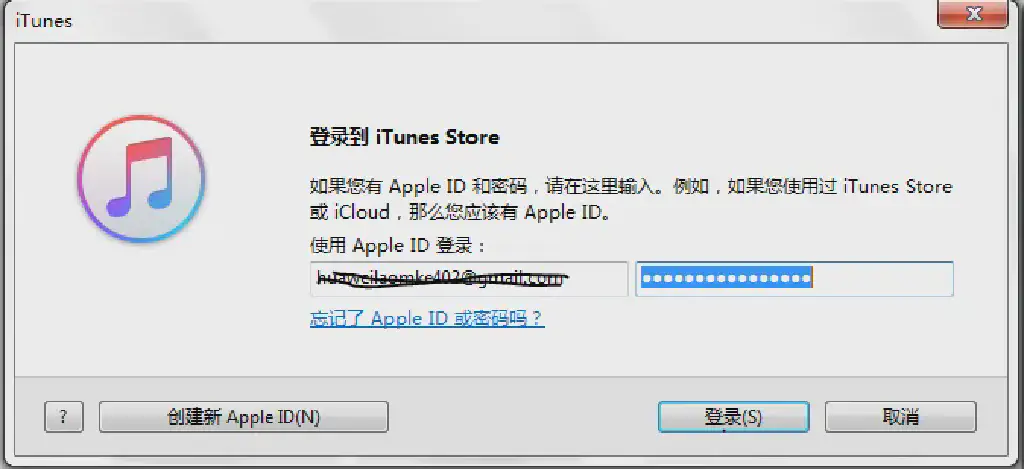 iTunes
登录到 iTunes Store
如果您有 Apple ID 和密码，请在这里输入。例如，如果您使用过 iTunes Store
或 iCloud，那么您应该有 Apple ID。
使用 Apple ID 登录：
忘记了 Apple ID 或密码吗？
?
创建新 Apple ID(N)
登录(S)
取消